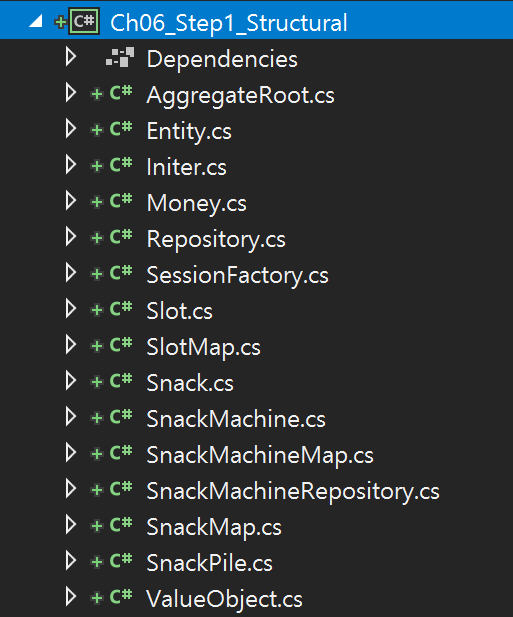 C# Ch06_Step1_Structural
Dependencies
C# AggregateRoot.cs
C# Entity.cs
C# Initer.cs
C# Money.cs
C# Repository.cs
C# SessionFactory.cs
C# Slot.cs
C# SlotMap.cs
C# Snack.cs
C# SnackMachine.cs
C# SnackMachineMap.cs
C# SnackMachineRepository.cs
C# SnackMap.cs
C# SnackPile.cs
C# ValueObject.cs